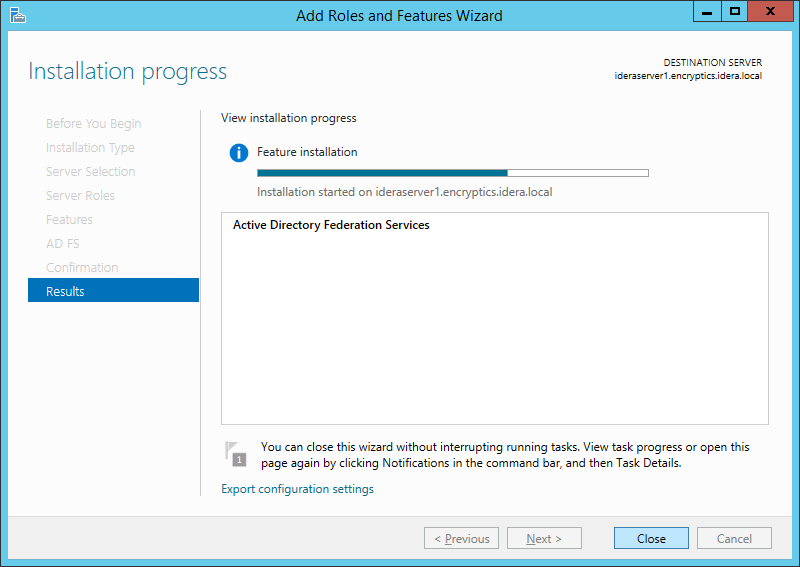 Add Roles and Features Wizard
Installation progress
DESTINATION SERVER
ideraserver1.encryptics.idera.local
Before You Begin
Installation Type
Server Selection
Server Roles
Features
AD FS
Confirmation
Results
View installation progress
Feature installation
Installation started on ideraserver1.encryptics.idera.local
Active Directory Federation Services
1
You can close this wizard without interrupting running tasks. View task progress or open this
page again by clicking Notifications in the command bar, and then Task Details.
Export configuration settings
< Previous
Next >
Close
Cancel